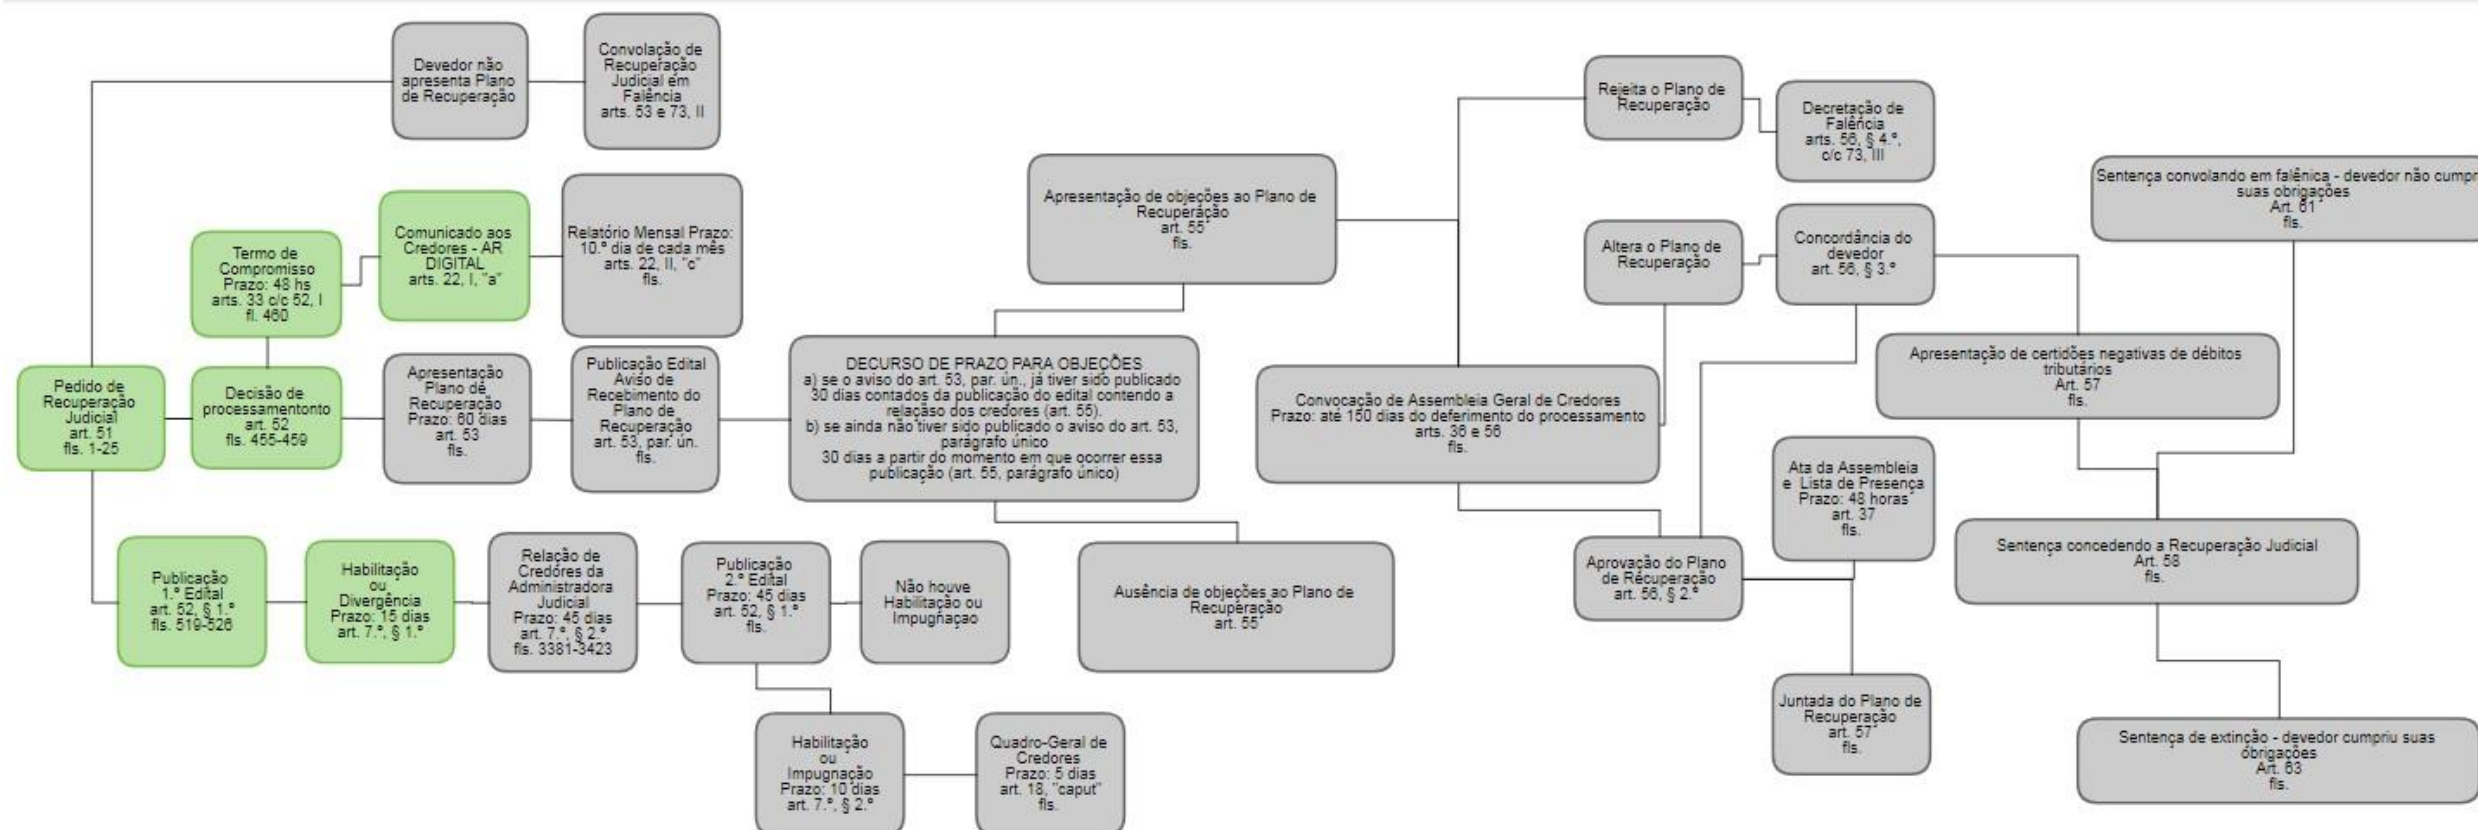 Devedor não
apresenta Plano
de Recuperação
Convolação de
Recuperação
Judicial em
Falência
arts. 53 e 73, II
Termo de
Compromisso
Prazo: 48 hs
arts. 33 c/c 52, I
fl. 460
Comunicado aos
Credores - AR
DIGITAL
arts. 22, I, "a"
Relatório Mensal Prazo:
10.º dia de cada mês
arts. 22, II, "c"
fls.
Pedido de
Recuperação
Judicial
art. 51
fls. 1-25
Decisão de
processamentonto
art. 52
fls. 455-459
Apresentação
Plano de
Recuperação
Prazo: 60 dias
art. 53
fls.
Publicação Edital
Aviso de
Recebimento do
Plano de
Recuperação
art. 53, par. ún.
fls.
DECURSO DE PRAZO PARA OBJEÇÕES
a) se o aviso do art. 53, par. ún., já tiver sido publicado
30 dias contados da publicação do edital contendo a
relaçãso dos credores (art. 55).
b) se ainda não tiver sido publicado o aviso do art. 53,
parágrafo único
30 dias a partir do momento em que ocorrer essa
publicação (art. 55, parágrafo único)
Publicação
1.º Edital
art. 52, § 1.º
fls. 519-526
Habilitação
ou
Divergência
Prazo: 15 dias
art. 7.º, § 1.º
Relação de
Credores da
Administradora
Judicial
Prazo: 45 dias
art. 7.º, § 2.º
fls. 3381-3423
Publicação
2.º Edital
Prazo: 45 dias
art. 52, § 1.º
fls.
Não houve
Habilitação ou
Impugnaçao
Habilitação
ou
Impugnação
Prazo: 10 dias
art. 7.º, § 2.º
Quadro-Geral de
Credores
Prazo: 5 dias
art. 18, "caput"
fls.
Apresentação de objeções ao Plano de
Recuperação
art. 55
fls.
Ausência de objeções ao Plano de
Recuperação
art. 55
Convocação de Assembleia Geral de Credores
Prazo: até 150 dias do deferimento do processamento
arts. 36 e 56
fls.
Rejeita o Plano de
Recuperação
Decretação de
Falência
arts. 56, § 4.º,
c/c 73, III
Altera o Plano de
Recuperação
Concordância do
devedor
art. 56, § 3.º
Aprovação do Plano
de Recuperação
art. 56, § 2.º
Ata da Assembleia
e Lista de Presença
Prazo: 48 horas
art. 37
fls.
Juntada do Plano de
Recuperação
art. 57
fls.
Sentença convolando em falênica - devedor não cumpr
suas obrigações
Art. 61
fls.
Apresentação de certidões negativas de débitos
tributários
Art. 57
fls.
Sentença concedendo a Recuperação Judicial
Art. 58
fls.
Sentença de extinção - devedor cumpriu suas
obrigações
Art. 63
fls.